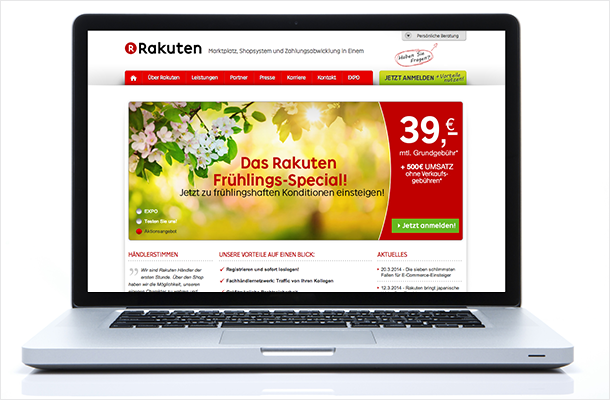 Persönliche Beratung
R Rakuten Marktplatz, Shopsystem und Zahlungsabwicklung in Einem
Haben Sie
Fragen?
Über Rakuten Leistungen Partner Presse Karriere Kontakt EXPO
JETZT ANMELDEN + Vorteile nutzen!
39,-€
mtl. Grundgebühr*
+ 500€ UMSATZ
ohne Verkaufs-
gebühren*
Das Rakuten
Frühlings-Special!
Jetzt zu frühlingshaften Konditionen einsteigen!
EXPO
Testen Sie uns!
Aktionsangebot
Jetzt anmelden!
HÄNDLERSTIMMEN
Wir sind Rakuten Händler der
ersten Stunde. Über den Shop
haben wir die Möglichkeit, unseren
UNSERE VORTEILE AUF EINEN BLICK:
Registrieren und sofort loslegen!
Fachhändlernetzwerk: Traffic von Ihren Kollegen
AKTUELLES
20.3.2014 - Die sieben schlimmsten
Fallen für E-Commerce-Einsteiger
12.3.2014 - Rakuten bringt japanische